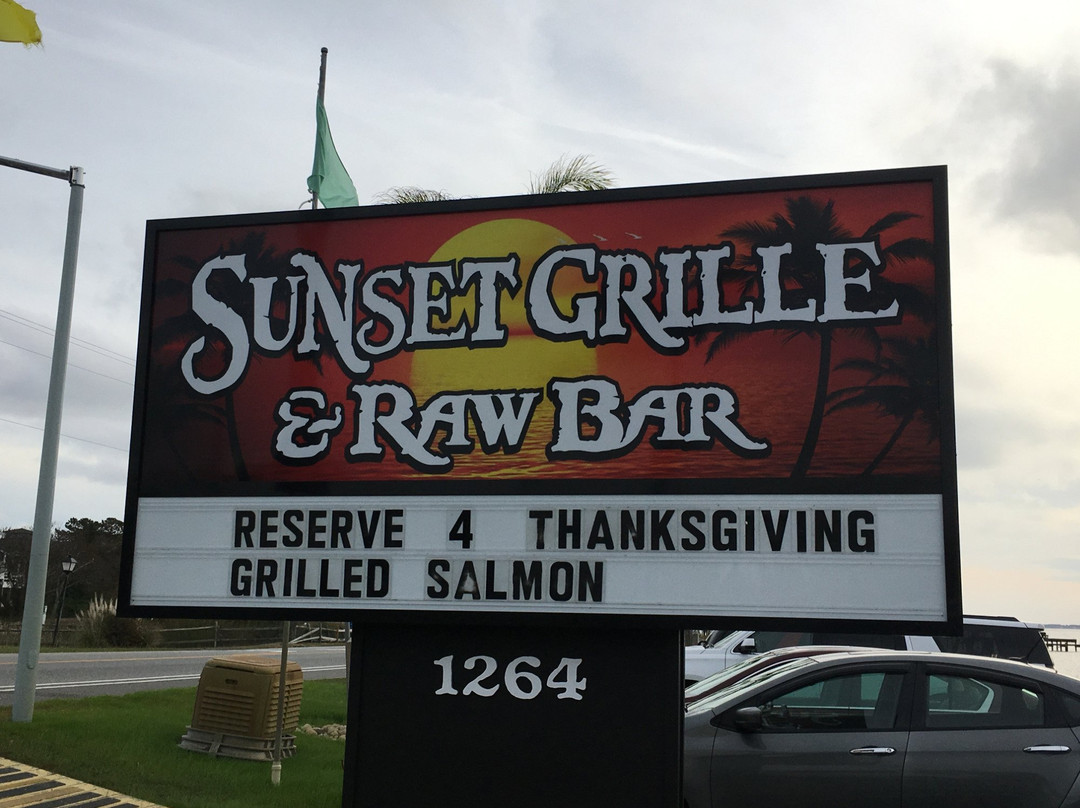 SUNSET GRILLE
& RAW BAR
RESERVE 4 THANKSGIVING
GRILLED SALMON
1264